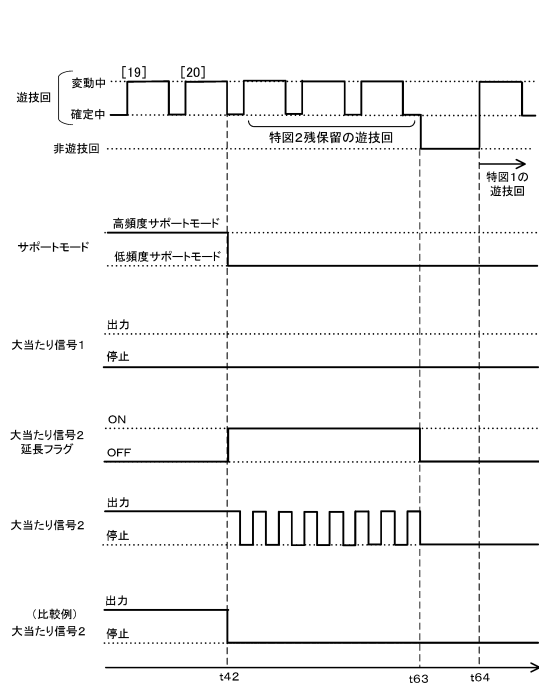 [19]
[20]
変動中
遊技回
確定中
特図２残保留の遊技回
非遊技回
特図１の
遊技回
高頻度サポートモード
サポートモード
低頻度サポートモード
出力
大当たり信号１
停止
ON
大当たり信号２
延長フラグ
OFF
出力
大当たり信号２
停止
出力
（比較例）
大当たり信号２
停止
t42
t63
t64